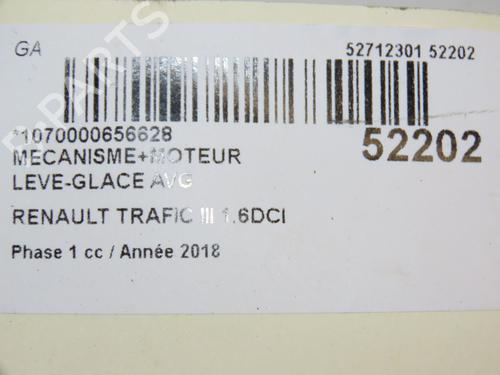 GA 52712301 52202
*1070000656628
52202
MECANISME+MOTEUR
LEVE-GLACE AVG
RENAULT TRAFIC III 1.6DCI
Phase 1 cc / Année 2018